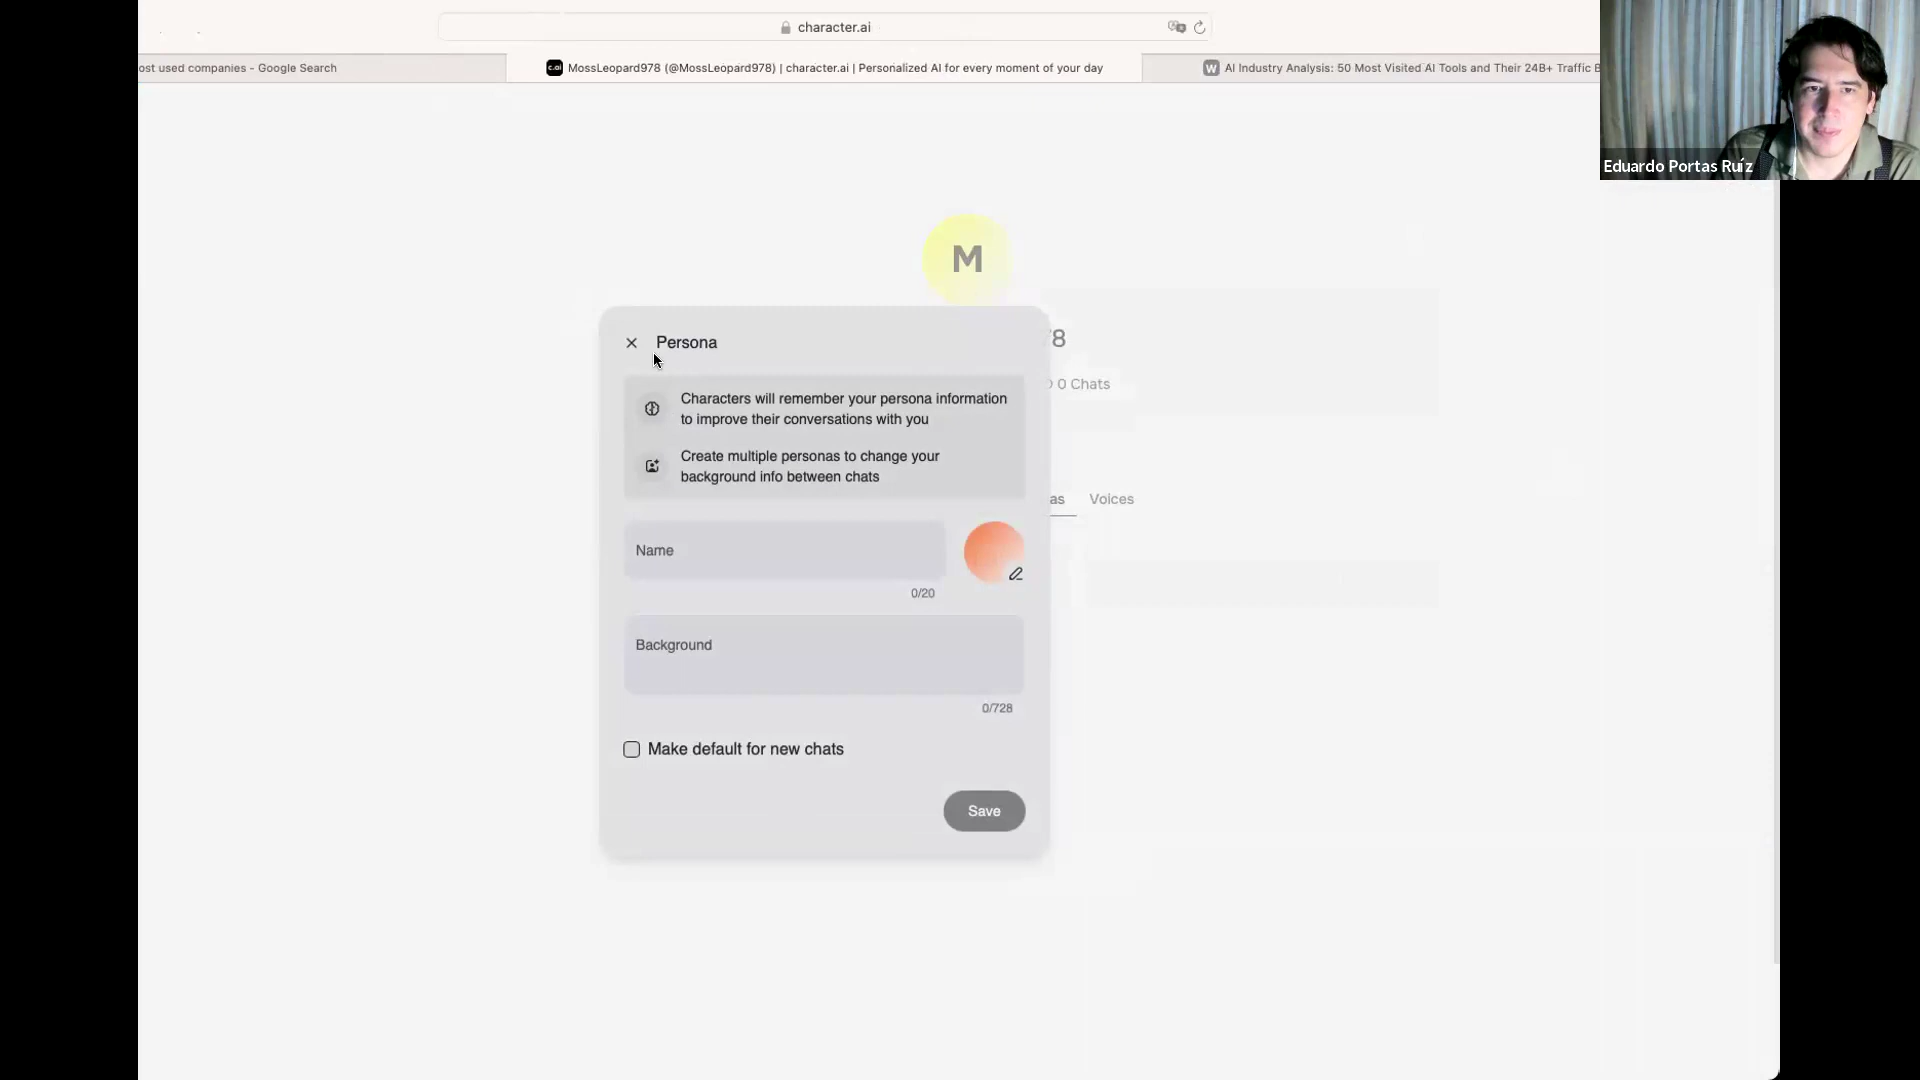 character.ai
ost used companies - Google Search
c.ai
MossLeopard978 (@MossLeopard978) | character.ai | Personalized AI for every moment of your day
W
AI Industry Analysis: 50 Most Visited AI Tools and Their 24B+ Traffic B
Eduardo Portas Ruíz
M
Persona
78
Characters will remember your persona information
to improve their conversations with you
0 Chats
Create multiple personas to change your
background info between chats
as
Voices
Name
0/20
Background
0/728
Make default for new chats
Save